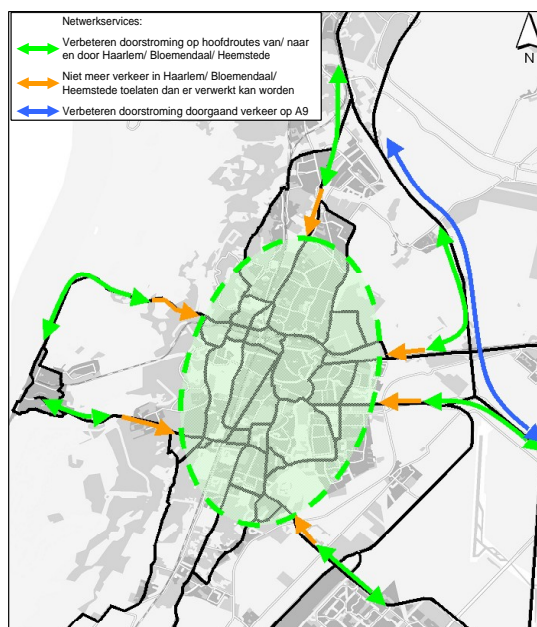 Netwerkservices:
Verbeteren doorstroming op hoofdroutes van/ naar
en door Haarlem/ Bloemendaal/ Heemstede
Niet meer verkeer in Haarlem/ Bloemendaal/
Heemstede toelaten dan er verwerkt kan worden
Verbeteren doorstroming doorgaand verkeer op A9
N